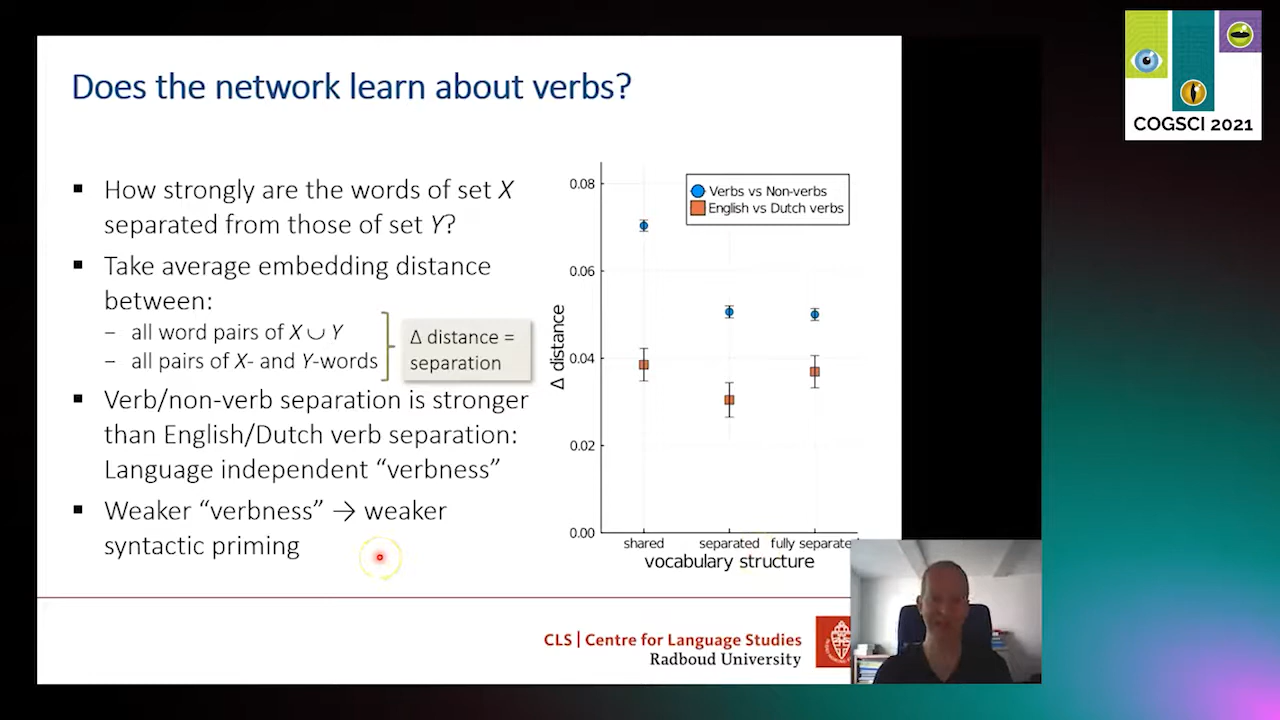 COGSCI 2021
Does the network learn about verbs?
▪ How strongly are the words of set X
separated from those of set Y?
▪ Take average embedding distance
between:
– all word pairs of X ∪ Y
– all pairs of X- and Y-words
Δ distance =
separation
▪ Verb/non-verb separation is stronger
than English/Dutch verb separation:
Language independent “verbness”
▪ Weaker “verbness” → weaker
syntactic priming
Verbs vs Non-verbs
English vs Dutch verbs
0.08
0.06
0.04
0.02
0.00
Δ distance
shared separated fully separated
vocabulary structure
CLS | Centre for Language Studies
Radboud University